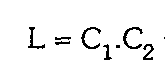 L = C₁.C₂